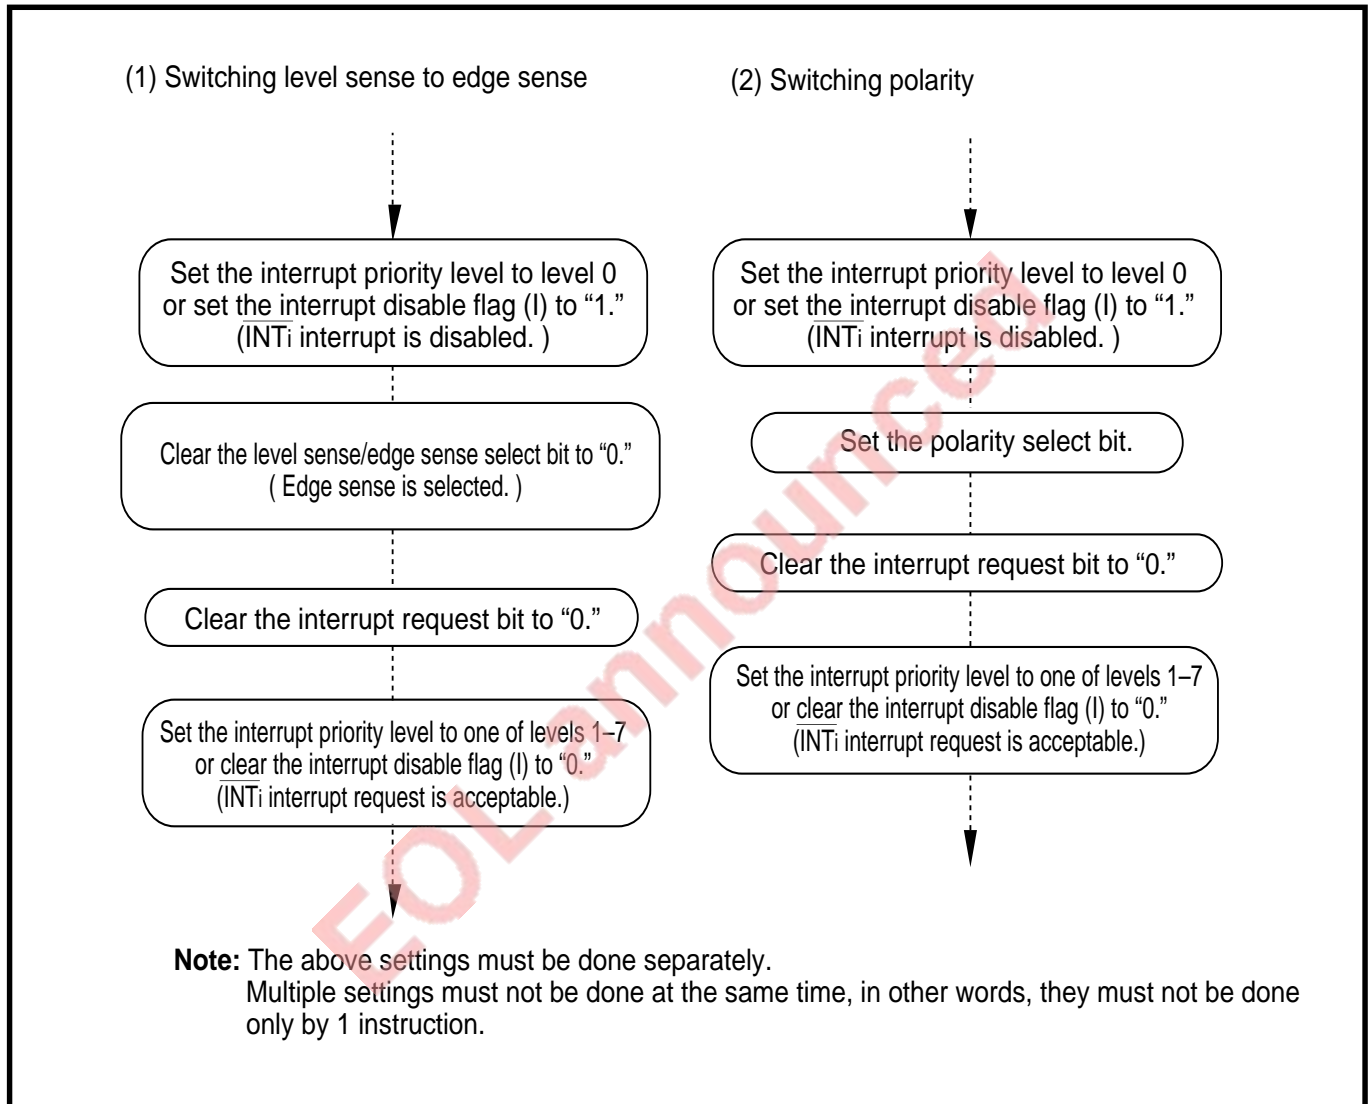 (1) Switching level sense to edge sense
Set the interrupt priority level to level 0
or set the interrupt disable flag (I) to “1.”
(INTi interrupt is disabled. )
Clear the level sense/edge sense select bit to “0.”
( Edge sense is selected. )
Clear the interrupt request bit to “0.”
Set the interrupt priority level to one of levels 1–7
or clear the interrupt disable flag (I) to “0.”
(INTi interrupt request is acceptable.)
(2) Switching polarity
Set the interrupt priority level to level 0
or set the interrupt disable flag (I) to “1.”
(INTi interrupt is disabled. )
Set the polarity select bit.
Clear the interrupt request bit to “0.”
Set the interrupt priority level to one of levels 1–7
or clear the interrupt disable flag (I) to “0.”
(INTi interrupt request is acceptable.)
Note: The above settings must be done separately.
Multiple settings must not be done at the same time, in other words, they must not be done
only by 1 instruction.
EOL announced